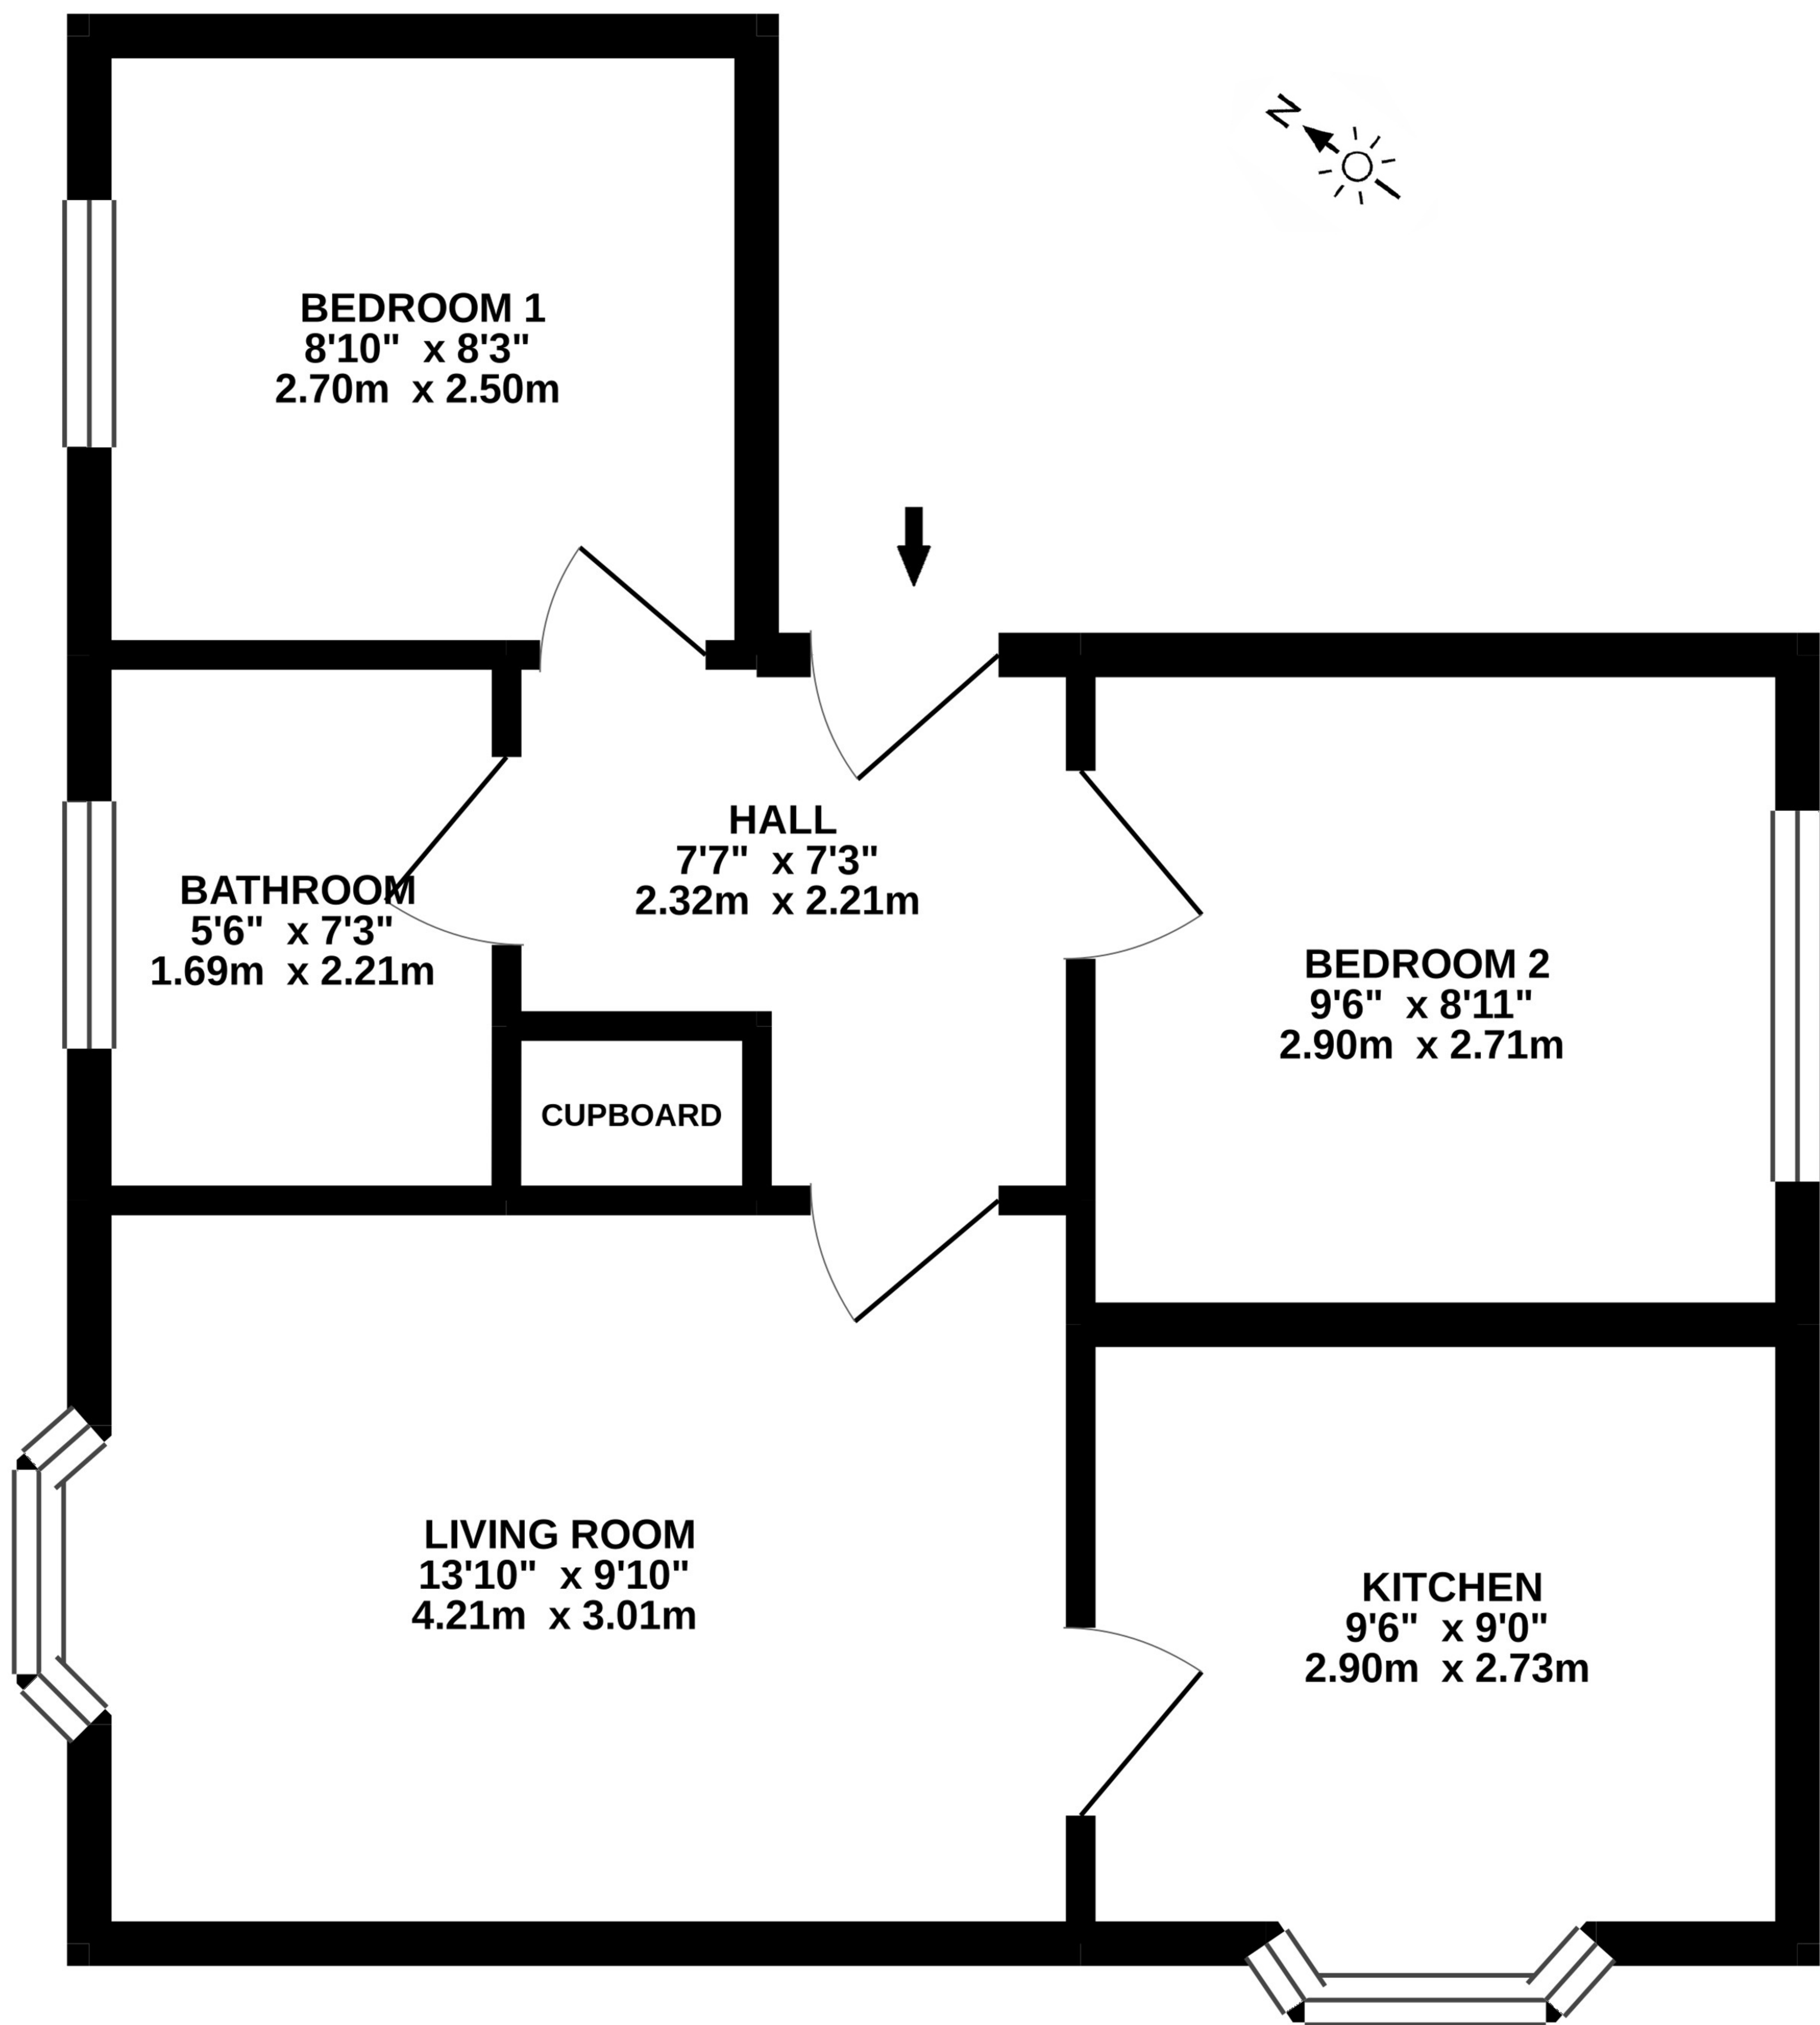 N
BEDROOM 1
8'10" x 8'3"
2.70m x 2.50m
HALL
7'7" x 7'3"
2.32m x 2.21m
BATHROOM
5'6" x 7'3"
1.69m x 2.21m
BEDROOM 2
9'6" x 8'11"
2.90m x 2.71m
CUPBOARD
LIVING ROOM
13'10" x 9'10"
4.21m x 3.01m
KITCHEN
9'6" x 9'0"
2.90m x 2.73m